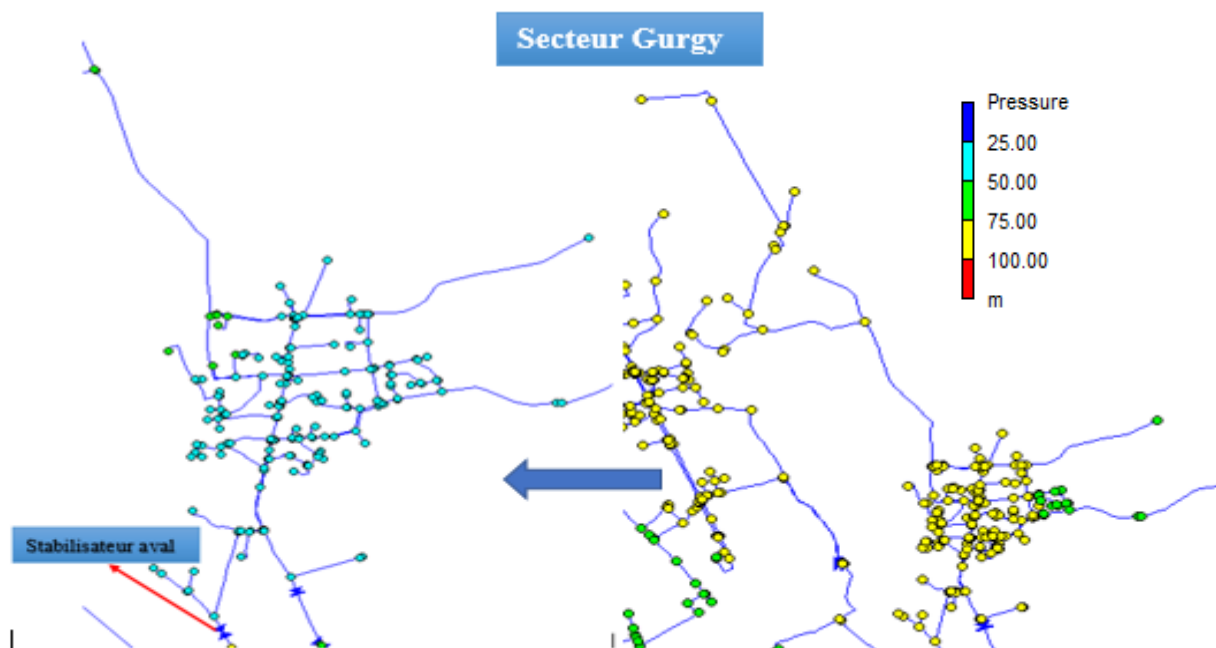 Secteur Gurgy
Pressure
25.00
50.00
75.00
100.00
m
Stabilisateur aval